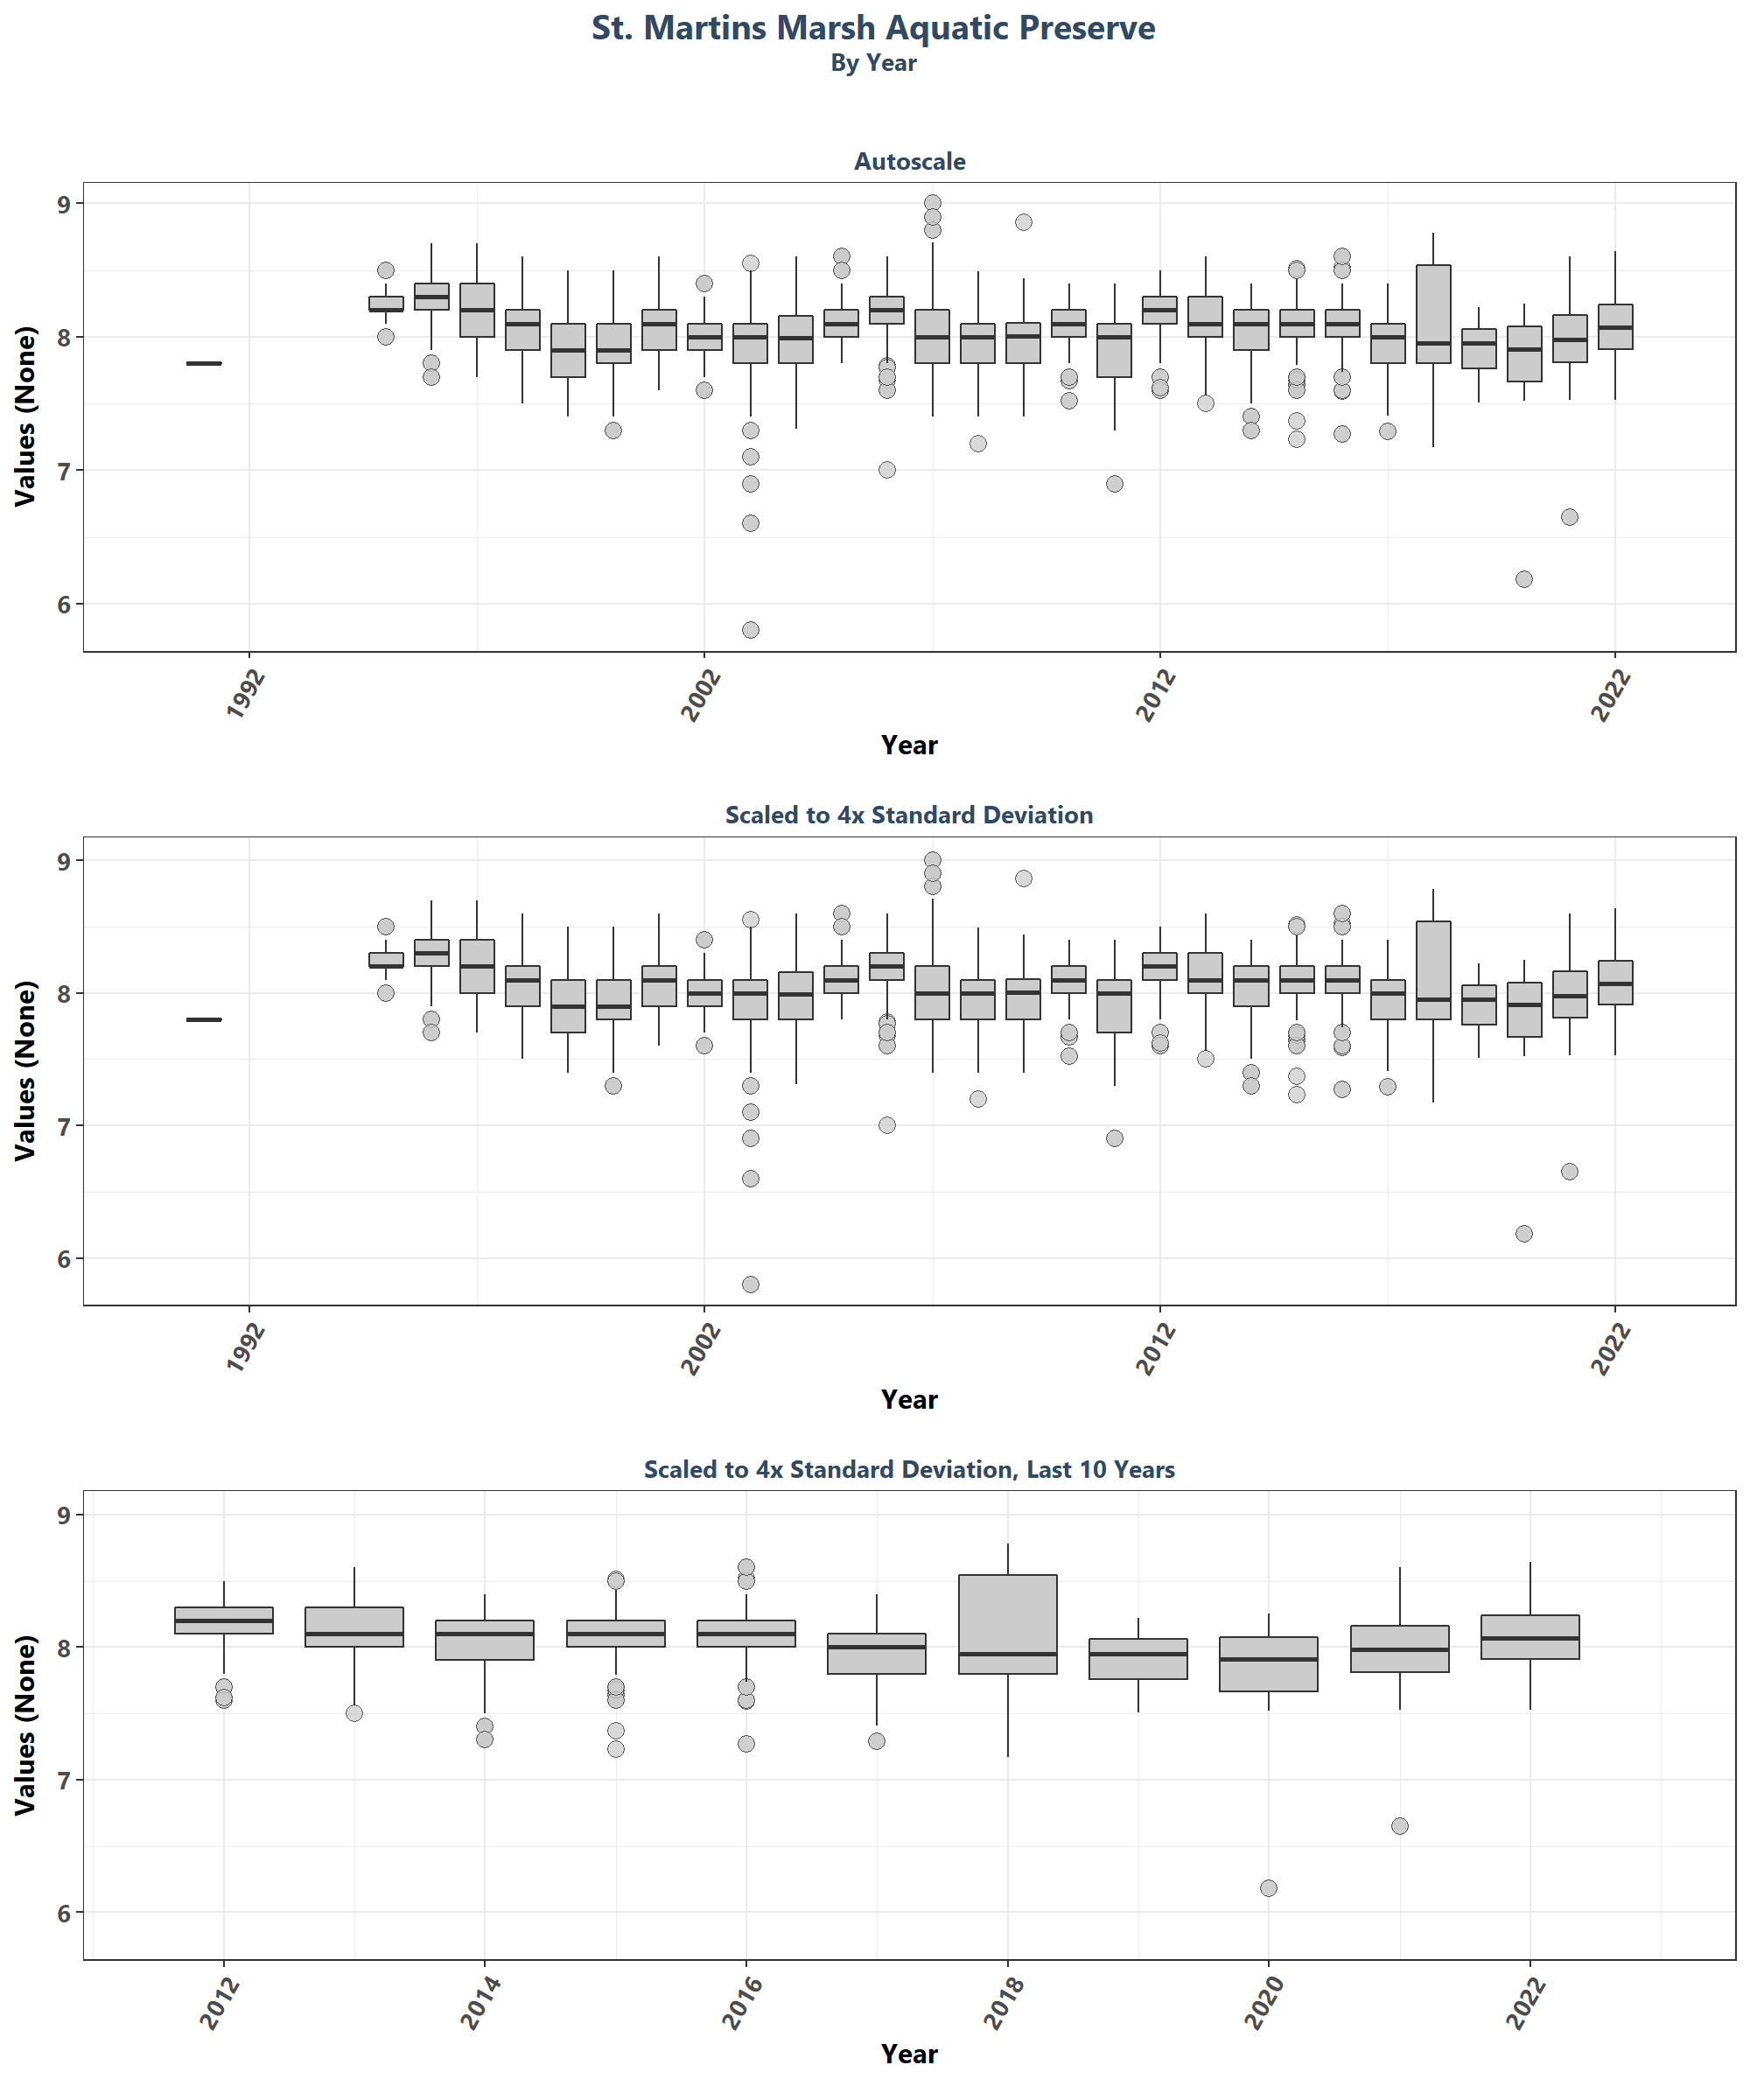 St. Martins Marsh Aquatic Preserve
By Year
Autoscale
9
8
7
6
Values (None)
1992
2002
2012
2022
Year
Scaled to 4x Standard Deviation
9
8
7
6
Values (None)
1992
2002
2012
2022
Year
Scaled to 4x Standard Deviation, Last 10 Years
9
8
7
6
Values (None)
2012
2014
2016
2018
2020
2022
Year